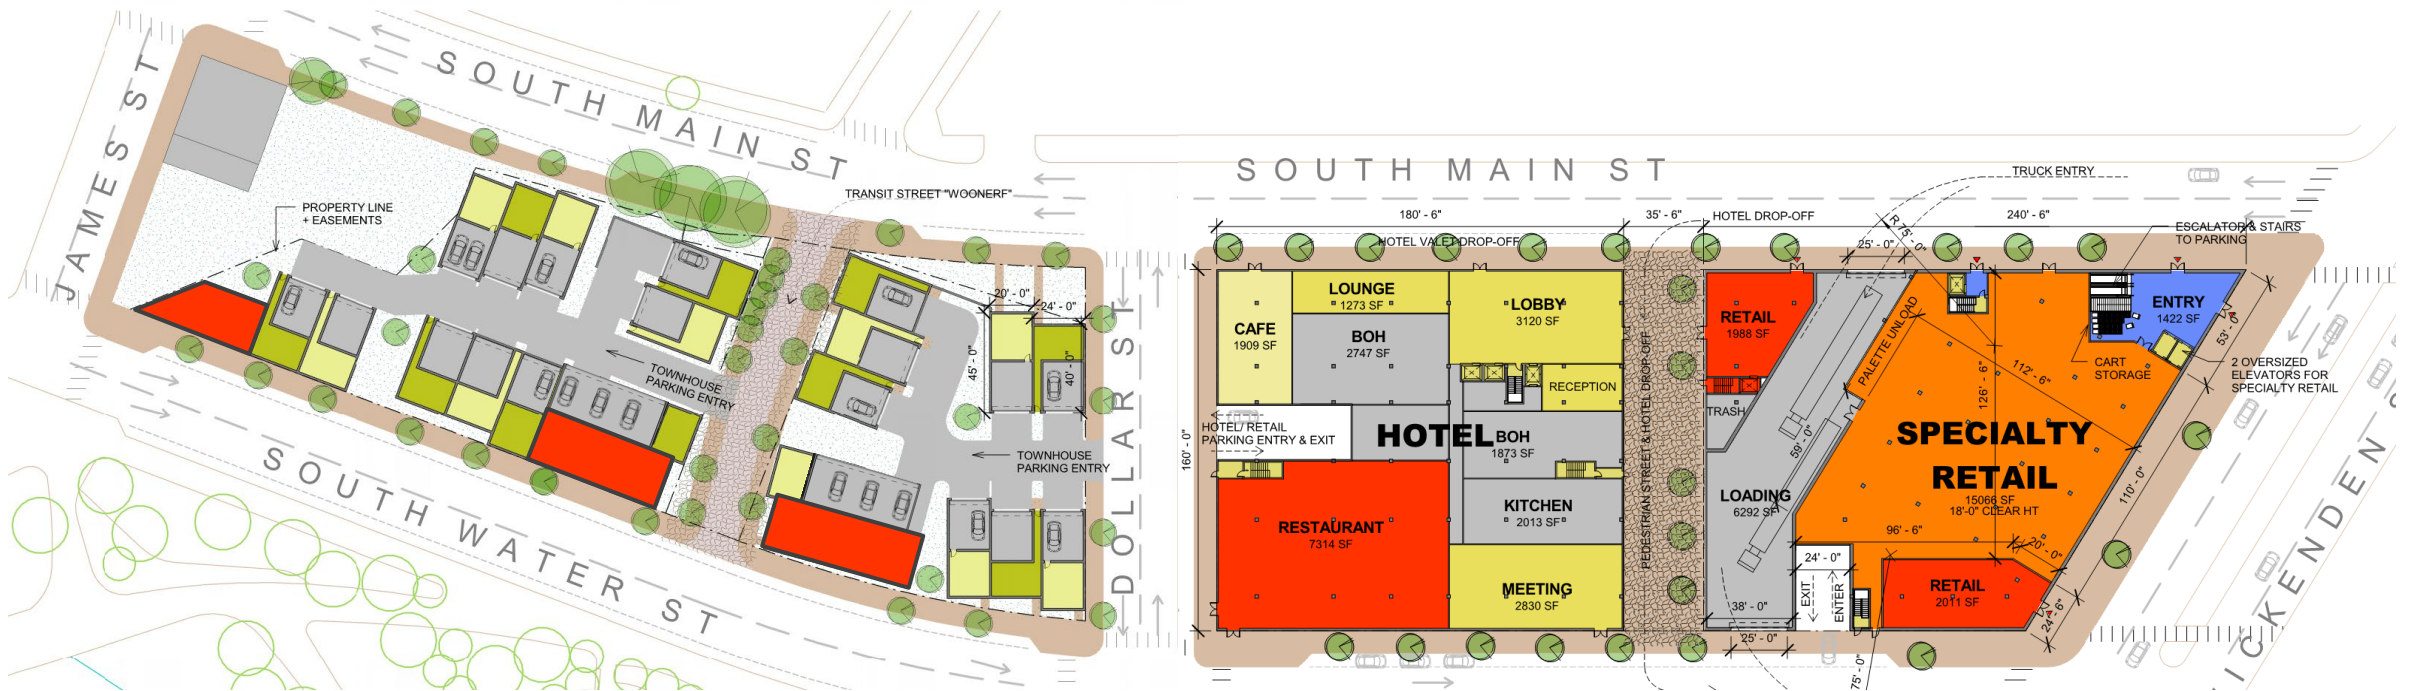 JAMES ST
SOUTH MAIN ST
PROPERTY LINE
+ EASEMENTS
TRANSIT STREET "WOONERF"
TOWNHOUSE
PARKING ENTRY
20' - 0"
24' - 0"
45' - 0"
40' - 0"
TOWNHOUSE
PARKING ENTRY
SOUTH WATER ST
DOLLAR ST
SOUTH MAIN ST
TRUCK ENTRY
180' - 6"
35' - 6"
HOTEL DROP-OFF
240' - 6"
HOTEL VALET DROP-OFF
R 75' - 0"
25' - 0"
ESCALATOR & STAIRS
TO PARKING
LOUNGE
1273 SF
LOBBY
3120 SF
CAFE
1909 SF
BOH
2747 SF
RECEPTION
HOTEL/ RETAIL
PARKING ENTRY & EXIT
HOTEL
BOH
1873 SF
160' - 0"
RESTAURANT
7314 SF
KITCHEN
2013 SF
MEETING
2830 SF
PEDESTRIAN STREET & HOTEL DROP-OFF
RETAIL
1988 SF
TRASH
PALETTE UNLOAD
59' - 0"
LOADING
6292 SF
38' - 0"
25' - 0"
ENTRY
1422 SF
53' - 0"
CART
STORAGE
2 OVERSIZED
ELEVATORS FOR
SPECIALTY RETAIL
112' - 6"
126' - 6"
SPECIALTY
RETAIL
15066 SF
18'-0" CLEAR HT
110' - 0"
96' - 6"
20' - 0"
24' - 0"
EXIT
ENTER
RETAIL
2011 SF
24' - 6"
75' - 0"
ICKENDEN